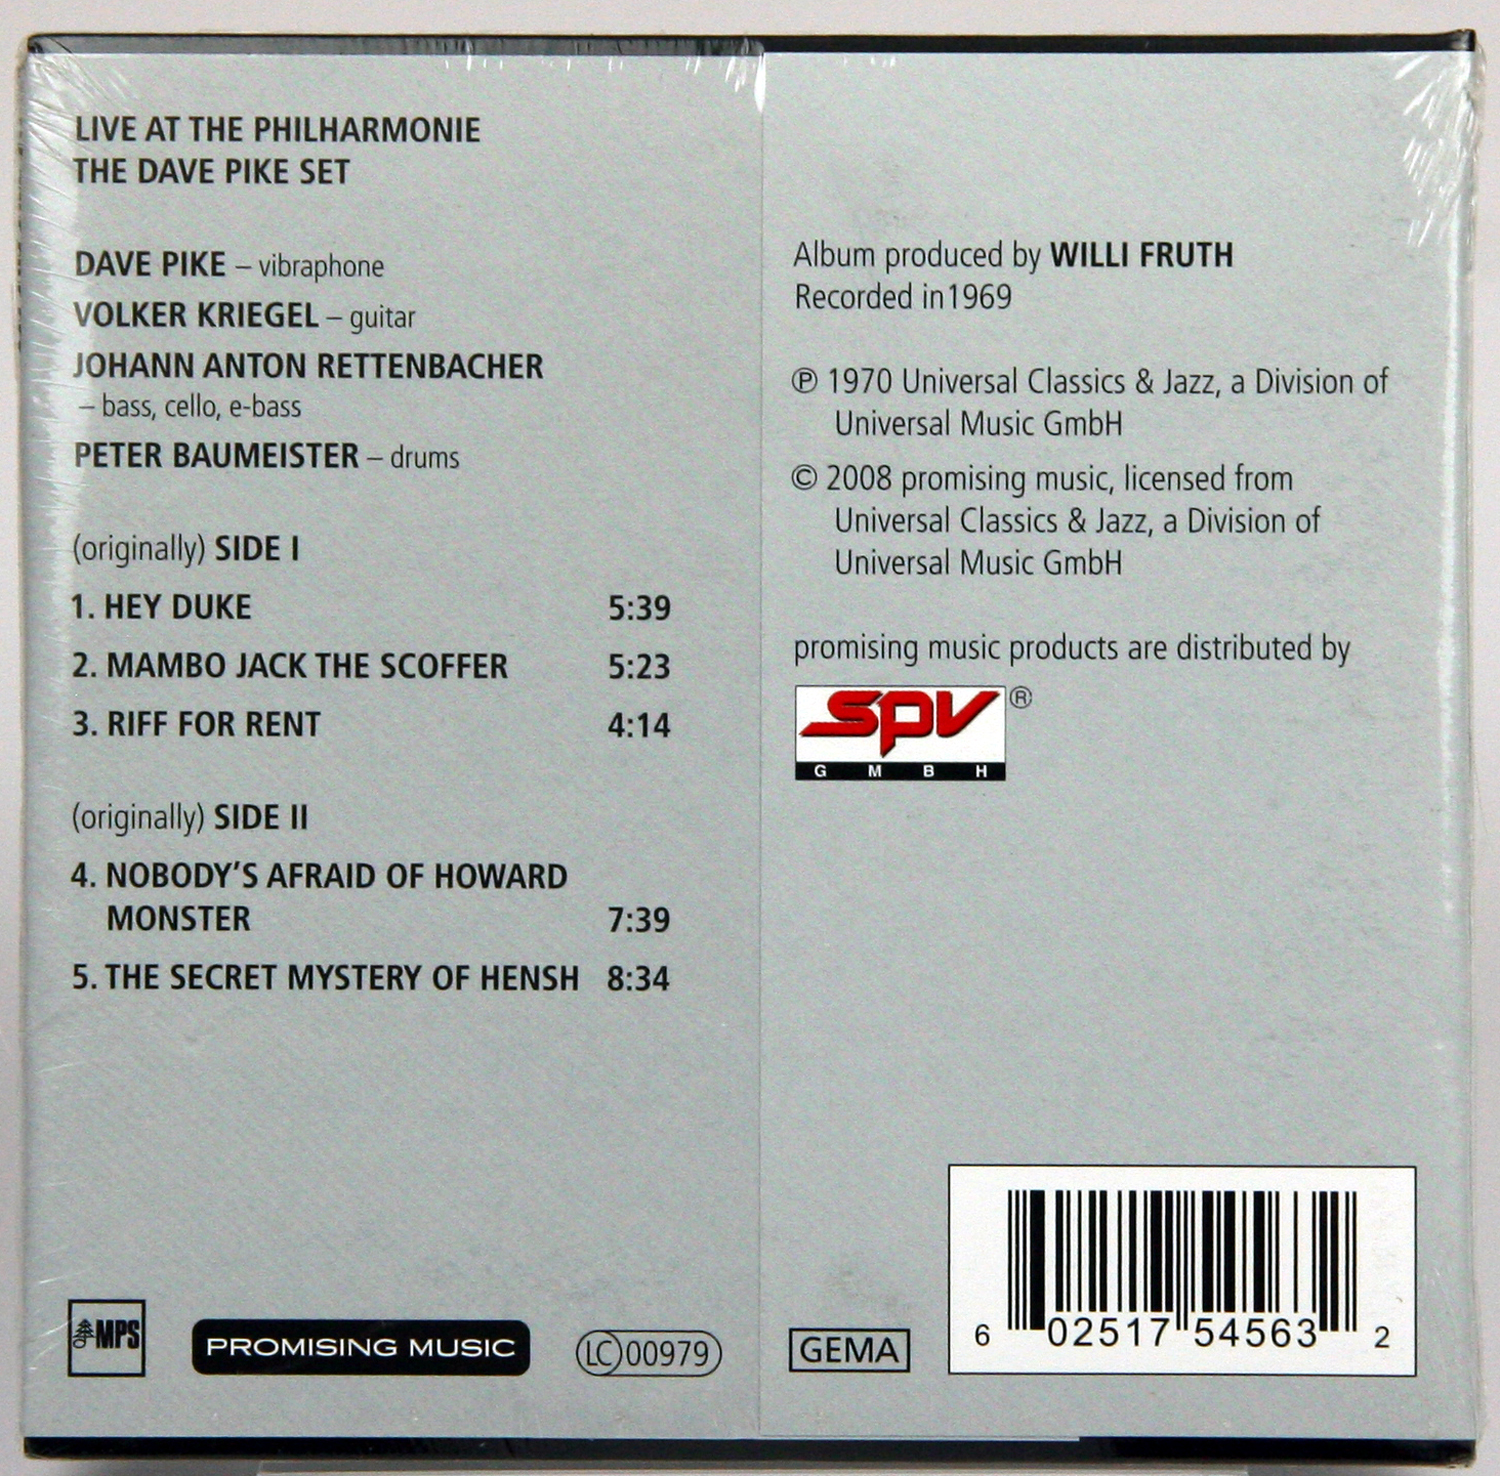 LIVE AT THE PHILHARMONIE
THE DAVE PIKE SET
DAVE PIKE – vibraphone
VOLKER KRIEGEL – guitar
JOHANN ANTON RETTENBACHER
– bass, cello, e-bass
PETER BAUMEISTER – drums
(originally) SIDE I
1. HEY DUKE 5:39
2. MAMBO JACK THE SCOFFER 5:23
3. RIFF FOR RENT 4:14
(originally) SIDE II
4. NOBODY'S AFRAID OF HOWARD
MONSTER 7:39
5. THE SECRET MYSTERY OF HENSH 8:34
MPS
PROMISING MUSIC
LC 00979
Album produced by WILLI FRUTH
Recorded in1969
℗ 1970 Universal Classics & Jazz, a Division of
Universal Music GmbH
© 2008 promising music, licensed from
Universal Classics & Jazz, a Division of
Universal Music GmbH
promising music products are distributed by
spv ®
GMBH
GEMA
6 02517 54563 2